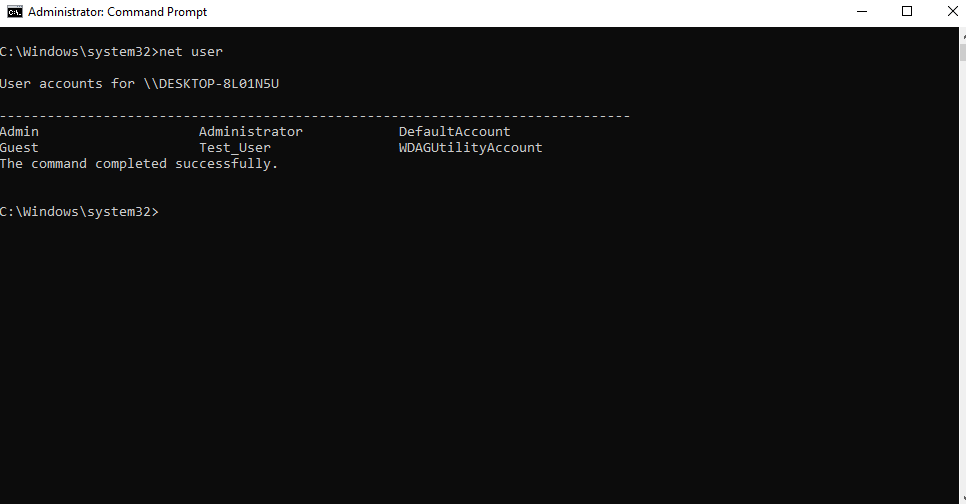 Administrator: Command Prompt
C:\Windows\system32>net user
User accounts for \\DESKTOP-8L01N5U
-------------------------------------------------------------------------------
Admin                    Administrator            DefaultAccount
Guest                    Test_User                WDAGUtilityAccount
The command completed successfully.
C:\Windows\system32>